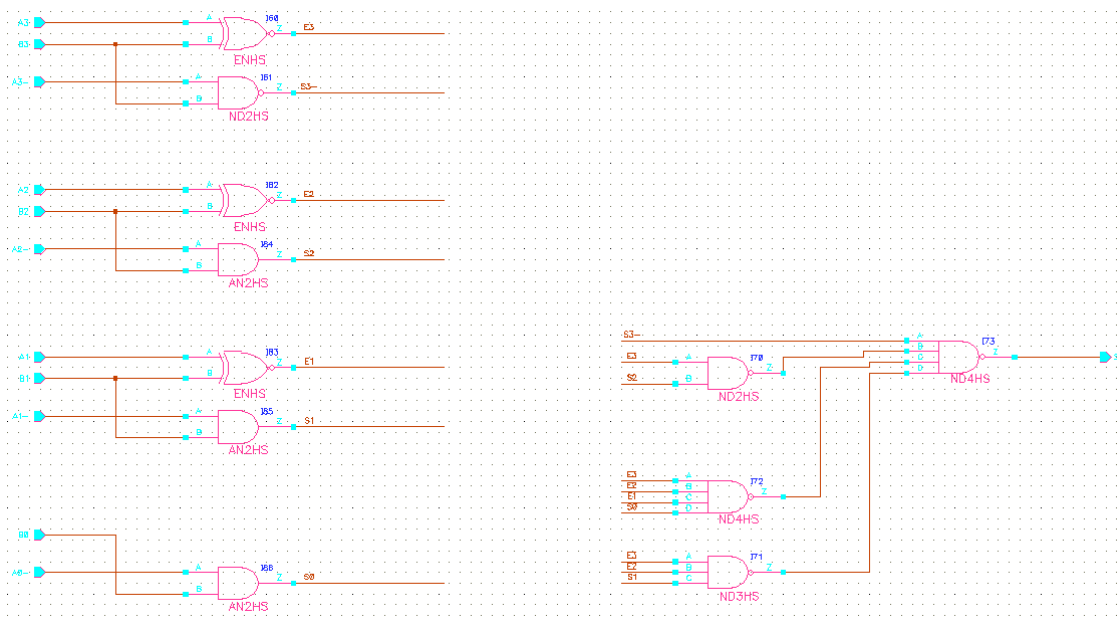 A3 A I60 Z E3
B3 B
ENHS
A3- A I61 Z S3-
B
ND2HS
A2 A I82 Z E2
B2 B
ENHS
A2- A I64 Z S2
B
AN2HS
A1 A I83 Z E1
B1 B
ENHS
A1- A I65 Z S1
B
AN2HS
B0
A0- A I66 Z S0
B
AN2HS
S3- A I73 Z
B
C
D
ND4HS
E3 A I70 Z
S2 B
ND2HS
E3 A I72 Z
E2 B
E1 C
S0 D
ND4HS
E3 A I71 Z
E2 B
S1 C
ND3HS